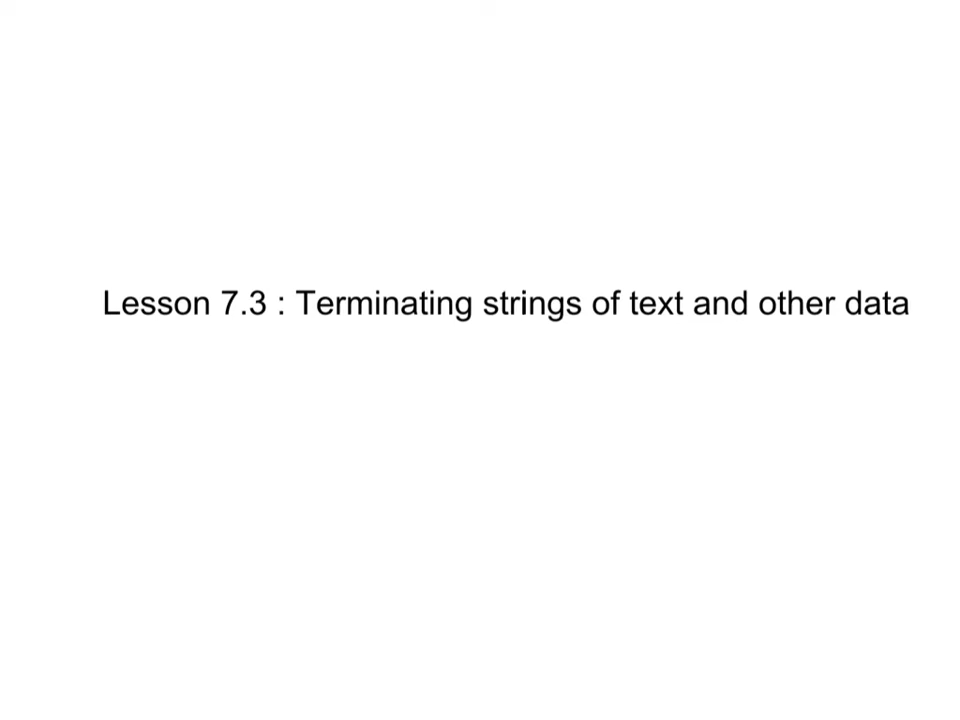 Lesson 7.3 : Terminating strings of text and other data